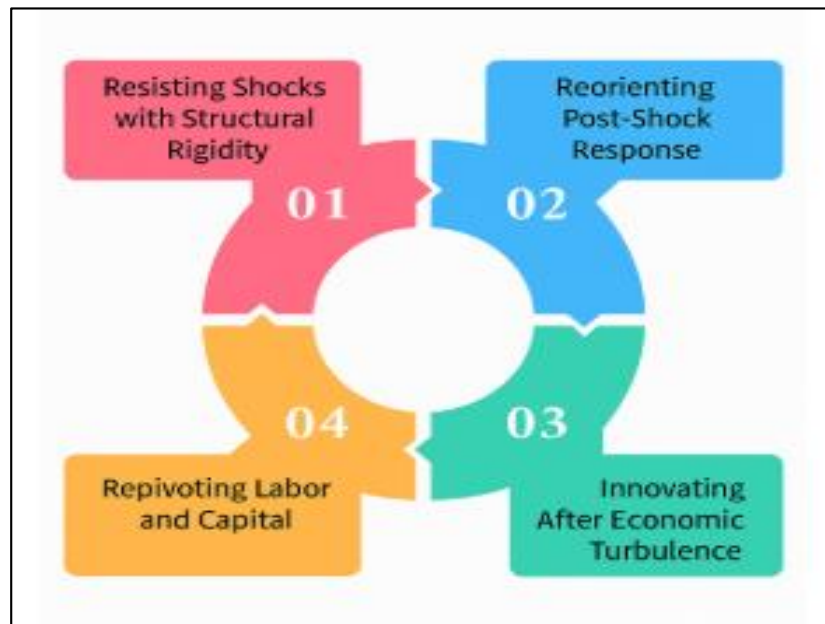 Resisting Shocks
with Structural
Rigidity
01
Reorienting
Post-Shock
Response
02
03
Innovating
After Economic
Turbulence
04
Repivoting Labor
and Capital